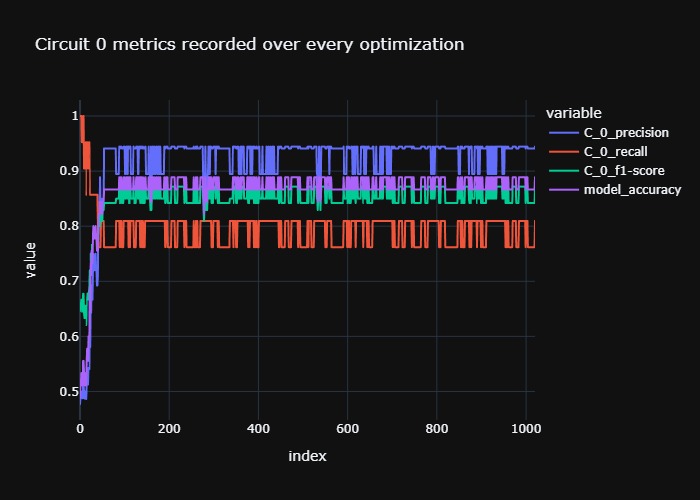 Circuit 0 metrics recorded over every optimization
variable
C_0_precision
C_0_recall
C_0_f1-score
model_accuracy
value
1
0.9
0.8
0.7
0.6
0.5
0 200 400 600 800 1000
index